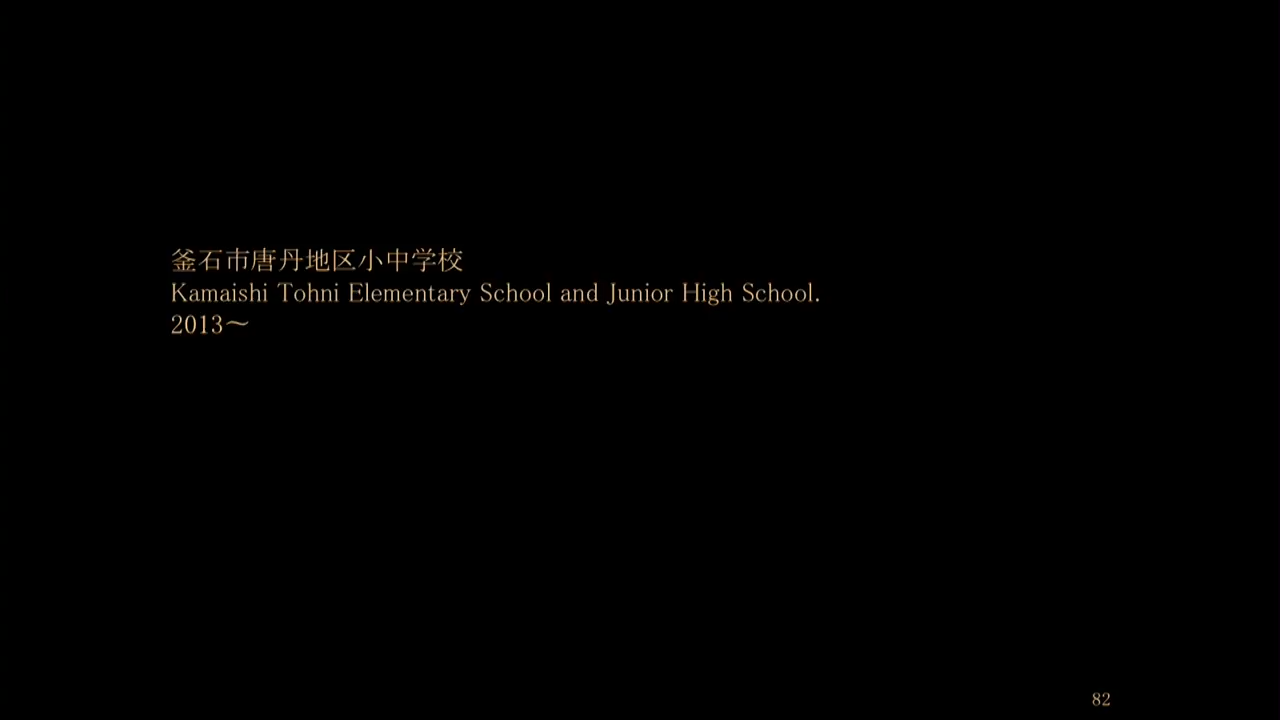 釜石市唐丹地区小中学校
Kamaishi Tohni Elementary School and Junior High School.
2013〜
82